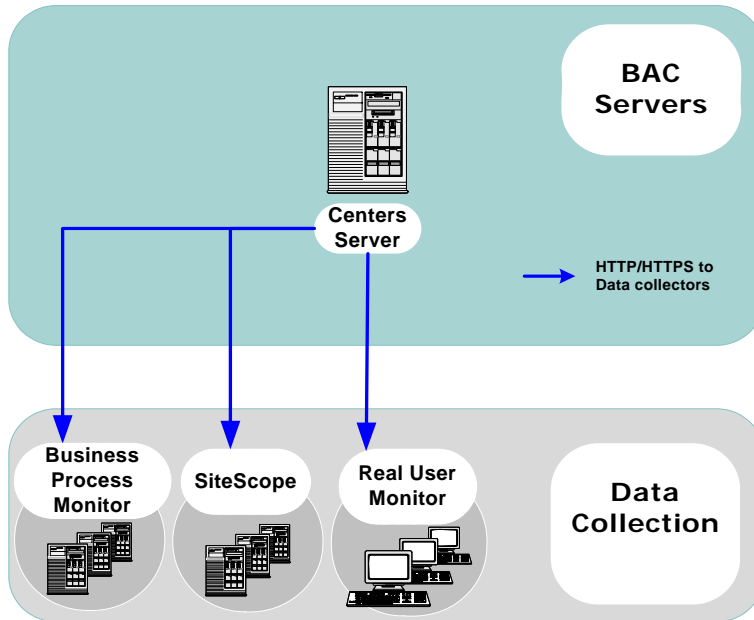 BAC
Servers
Centers
Server
HTTP/HTTPS to
Data collectors
Business
Process
Monitor
SiteScope
Real User
Monitor
Data
Collection